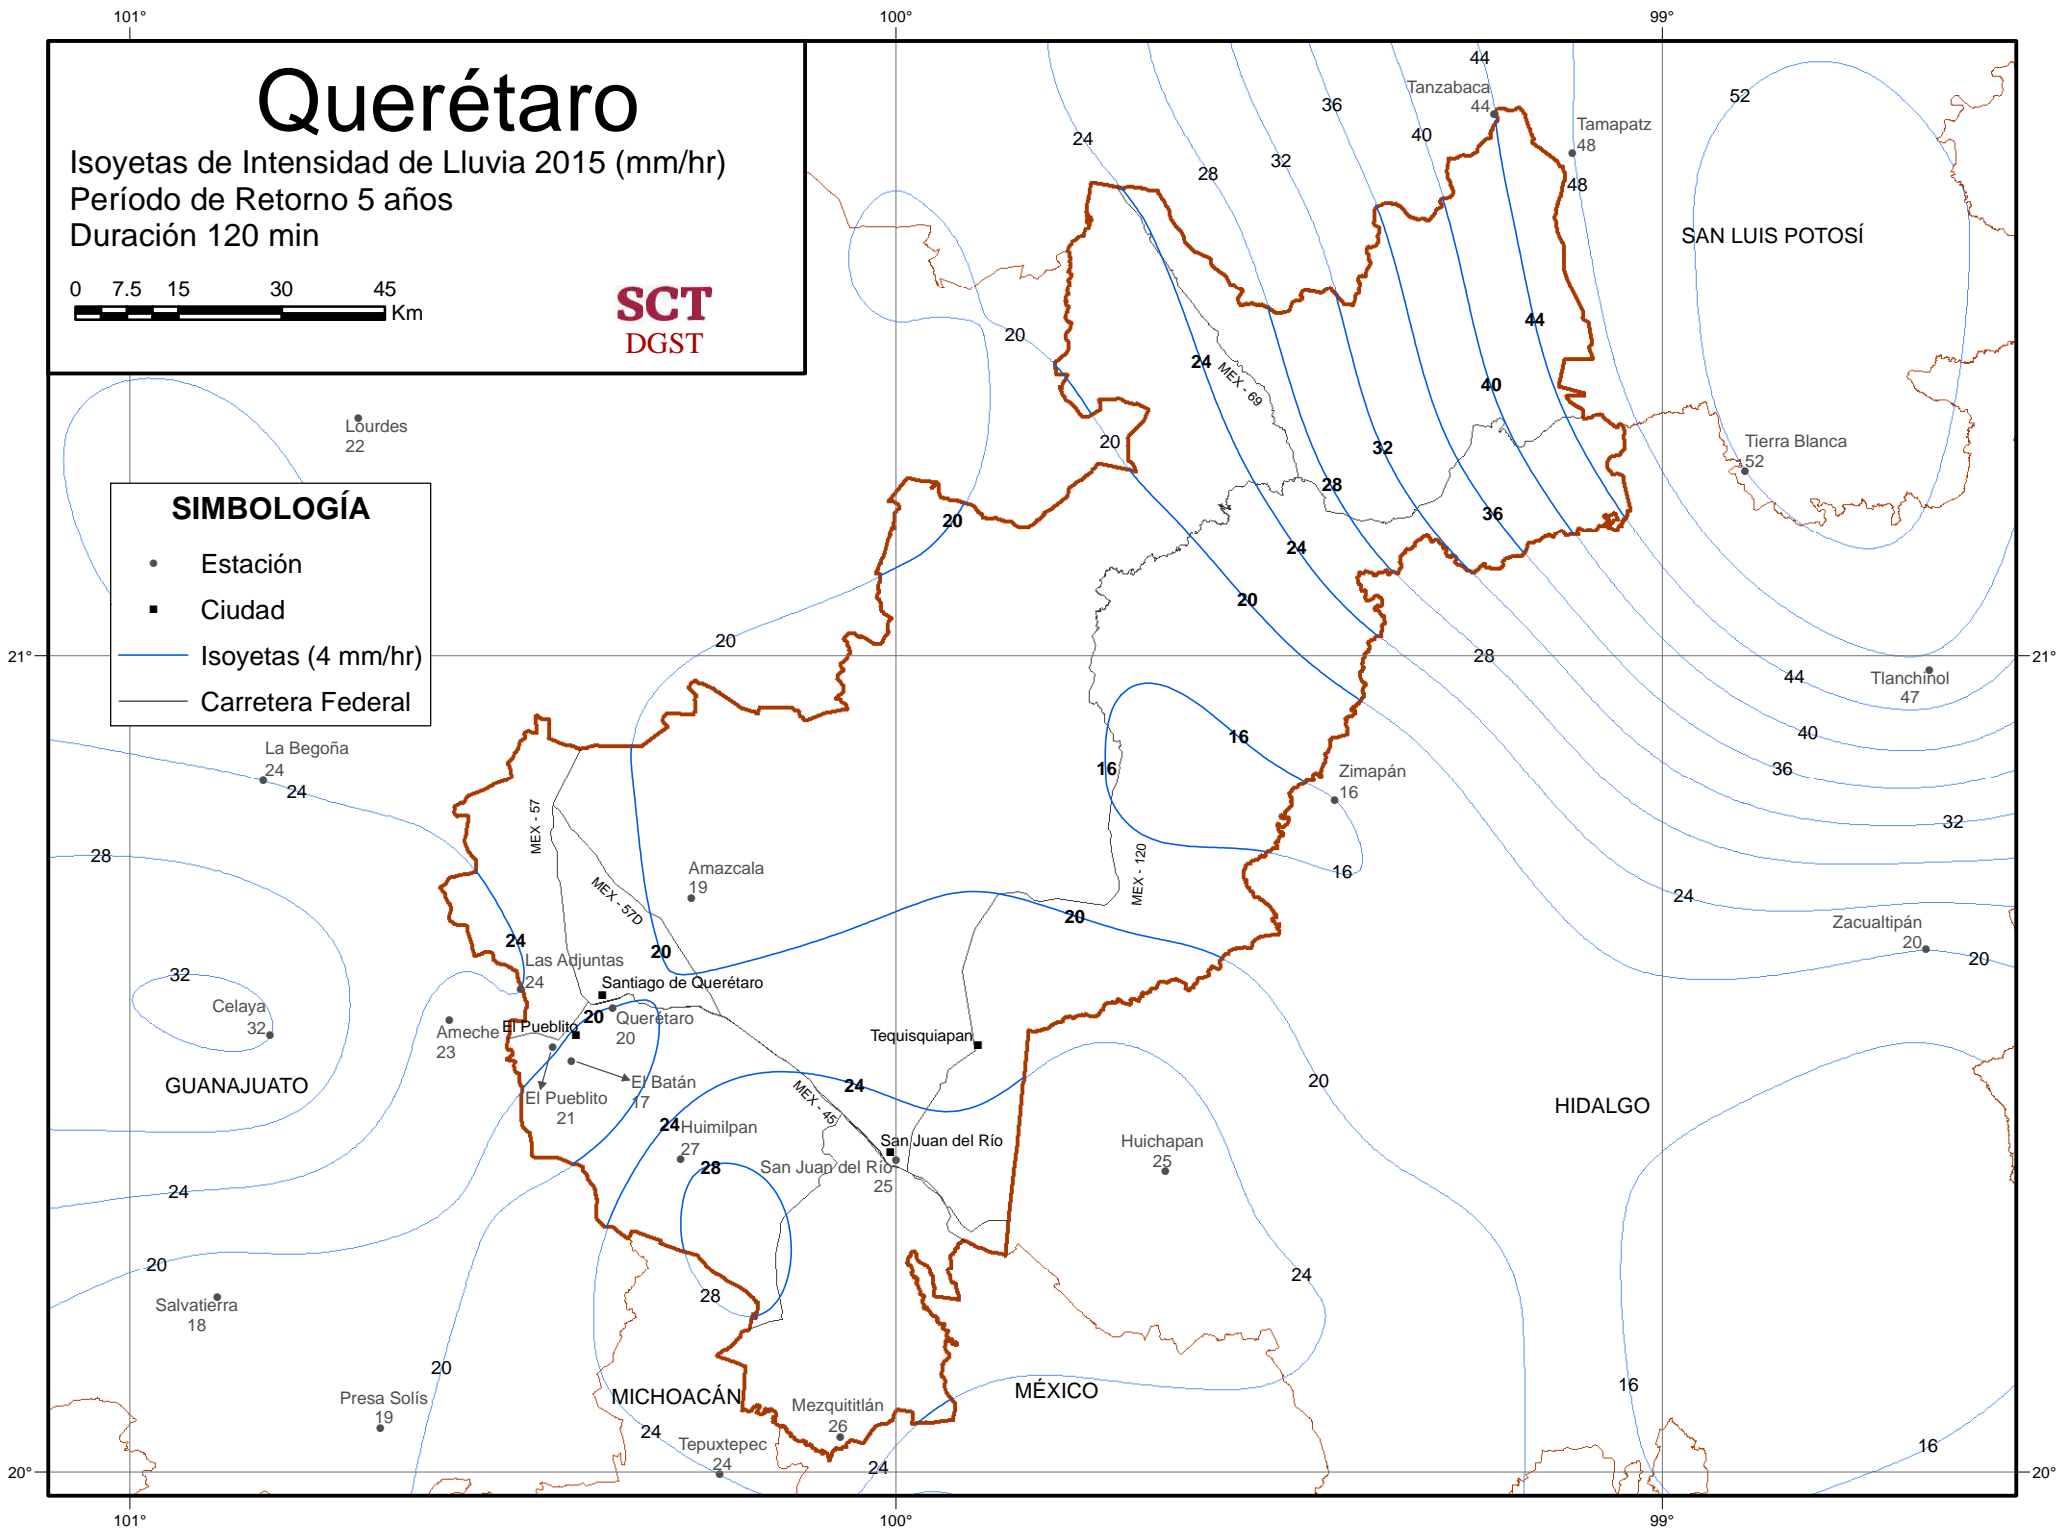 101°
100°
99°
Querétaro
Isoyetas de Intensidad de Lluvia 2015 (mm/hr)
Período de Retorno 5 años
Duración 120 min
0 7.5 15 30 45
Km
SCT
DGST
44
Tanzabaca
44
36
40
24
28
32
Tamapatz
48
48
52
SAN LUIS POTOSÍ
20
44
24
MEX - 69
40
Lourdes
22
20
32
Tierra Blanca
52
28
36
20
24
20
SIMBOLOGÍA
Estación
Ciudad
Isoyetas (4 mm/hr)
Carretera Federal
20
21°
28
21°
44
Tlanchinol
47
La Begoña
24
24
16
16
40
36
Zimapán
16
32
MEX - 57
28
MEX - 120
16
Amazcala
19
MEX - 57D
24
20
Zacualtipán
20
20
24
20
32
Las Adjuntas
24
Santiago de Querétaro
Celaya
32
Ameche
23
El Pueblito
20
Querétaro
20
Tequisquiapan
GUANAJUATO
El Batán
17
El Pueblito
21
24
MEX - 45
20
HIDALGO
24
Huimilpan
27
28
San Juan del Río
San Juan del Río
25
Huichapan
25
24
20
24
28
Salvatierra
18
20
MICHOACÁN
MÉXICO
16
Presa Solís
19
Mezquititlán
26
24
Tepuxtepec
24
24
16
20°
20°
101°
100°
99°